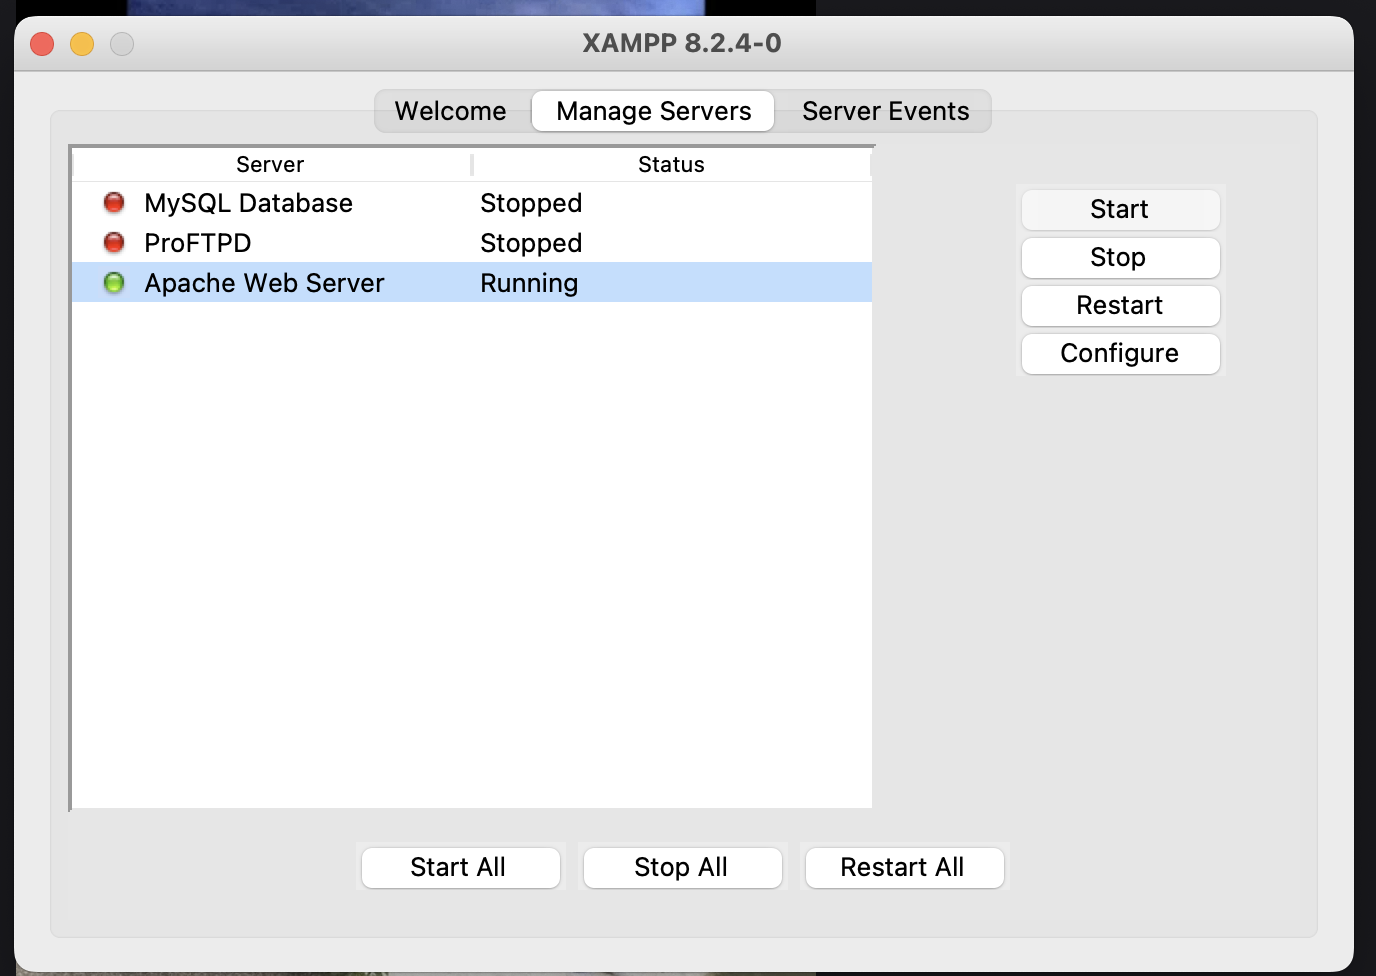 XAMPP 8.2.4-0
Welcome Manage Servers Server Events
Server Status
MySQL Database Stopped
ProFTPD Stopped
Apache Web Server Running
Start
Stop
Restart
Configure
Start All Stop All Restart All